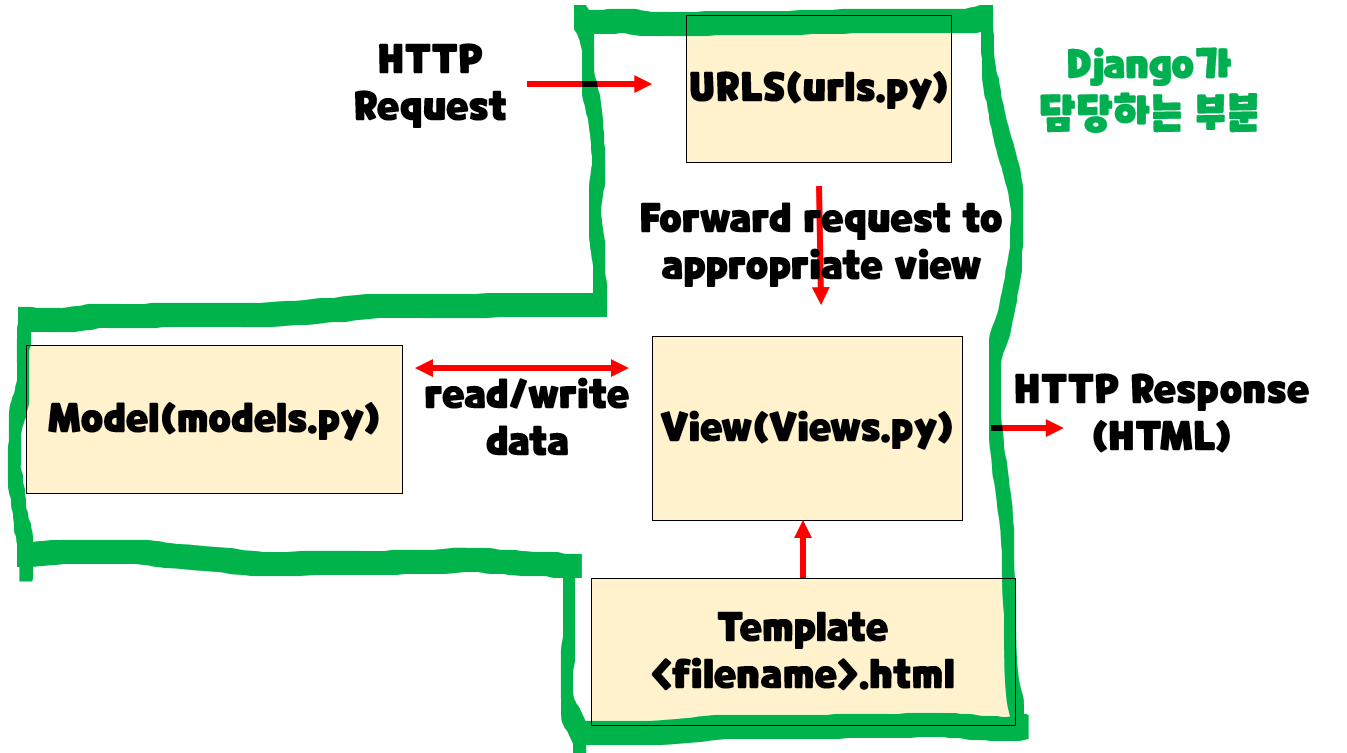 HTTP
Request
URLS(urls.py)
Django가
담당하는 부분
Forward request to
appropriate view
Model(models.py)
read/write
data
View(Views.py)
HTTP Response
(HTML)
Template
<filename>.html